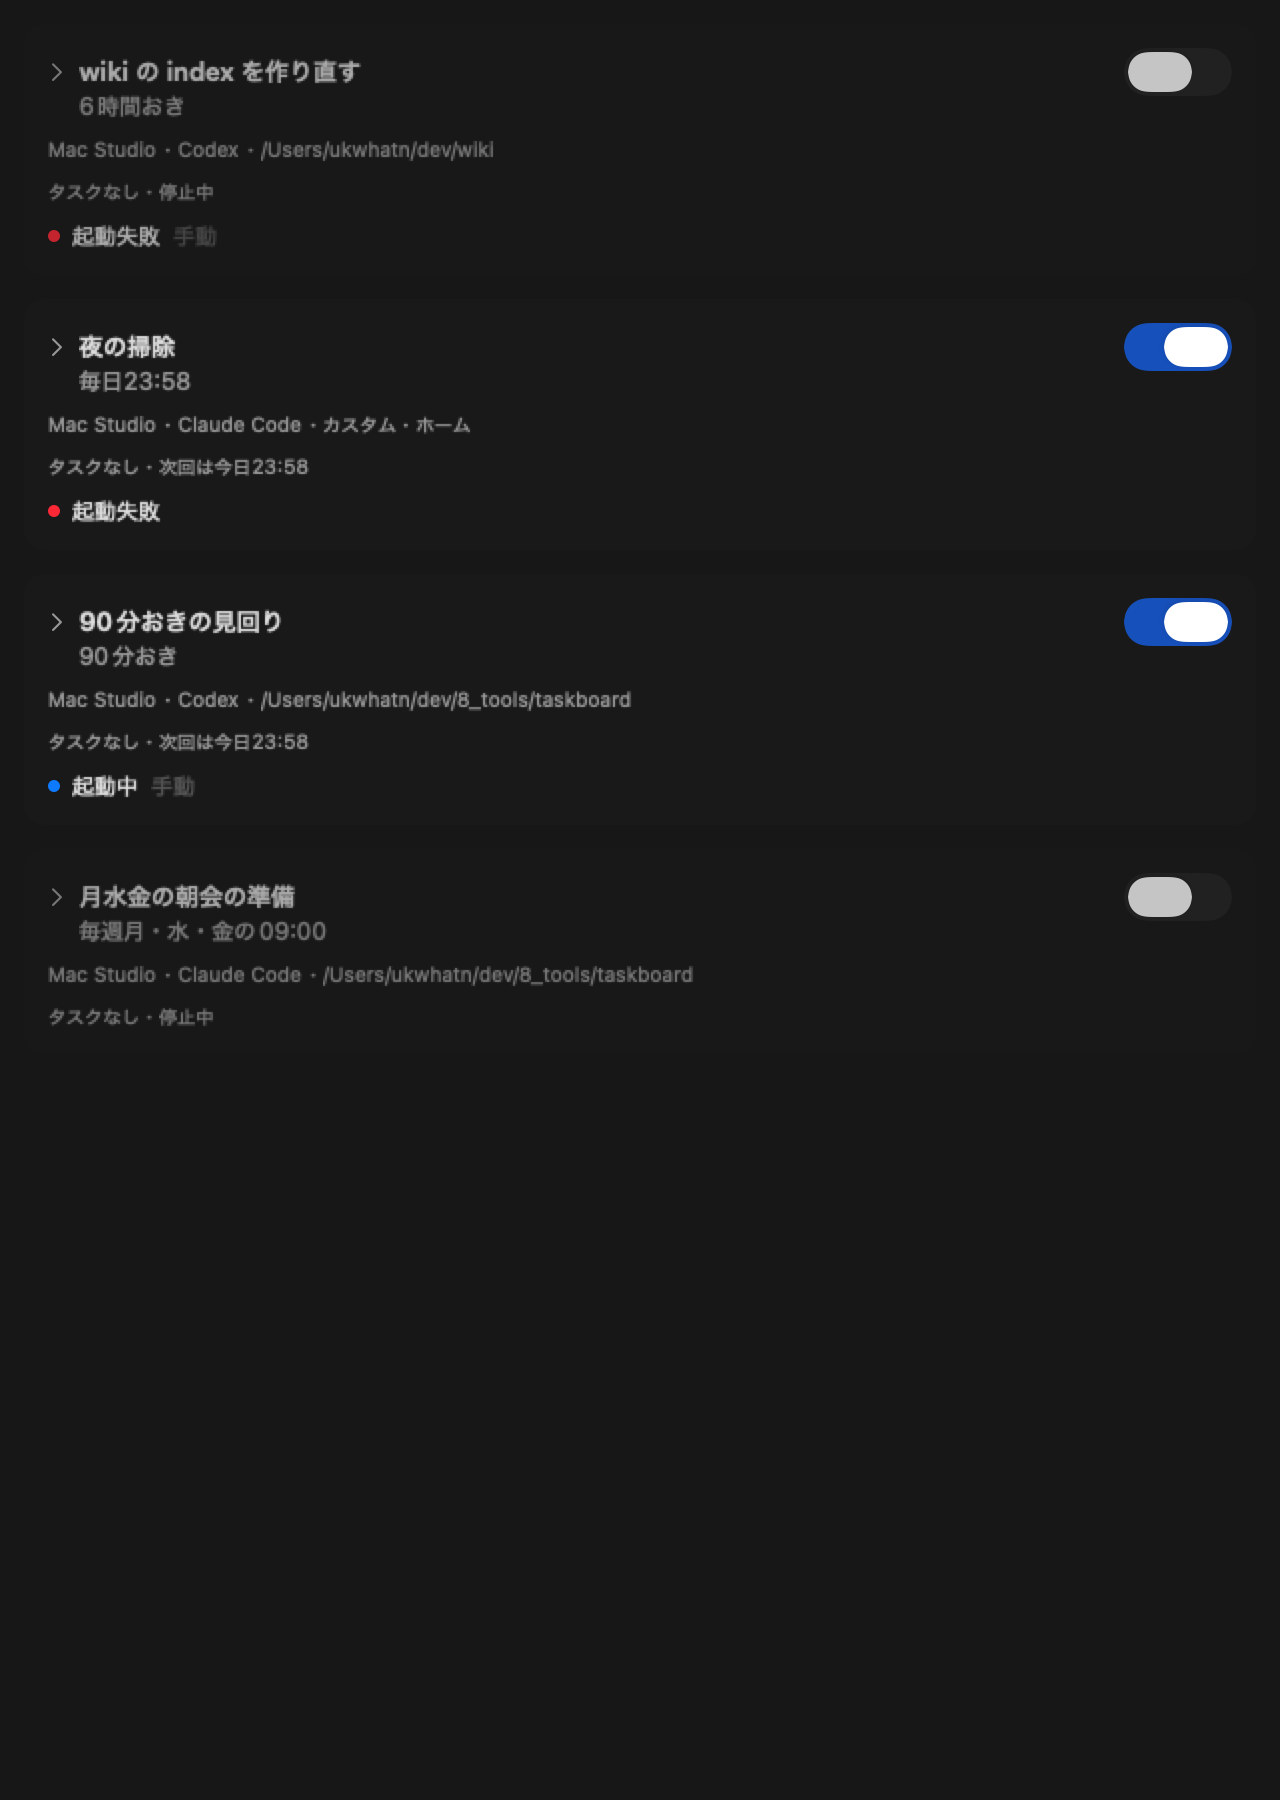 wiki の index を作り直す
6時間おき
Mac Studio · Codex · /Users/ukwhatn/dev/wiki
タスクなし · 停止中
起動失敗 手動
夜の掃除
毎日23:58
Mac Studio · Claude Code · カスタム · ホーム
タスクなし · 次回は今日23:58
起動失敗
90分おきの見回り
90分おき
Mac Studio · Codex · /Users/ukwhatn/dev/8_tools/taskboard
タスクなし · 次回は今日23:58
起動中 手動
月水金の朝会の準備
毎週月・水・金の09:00
Mac Studio · Claude Code · /Users/ukwhatn/dev/8_tools/taskboard
タスクなし · 停止中